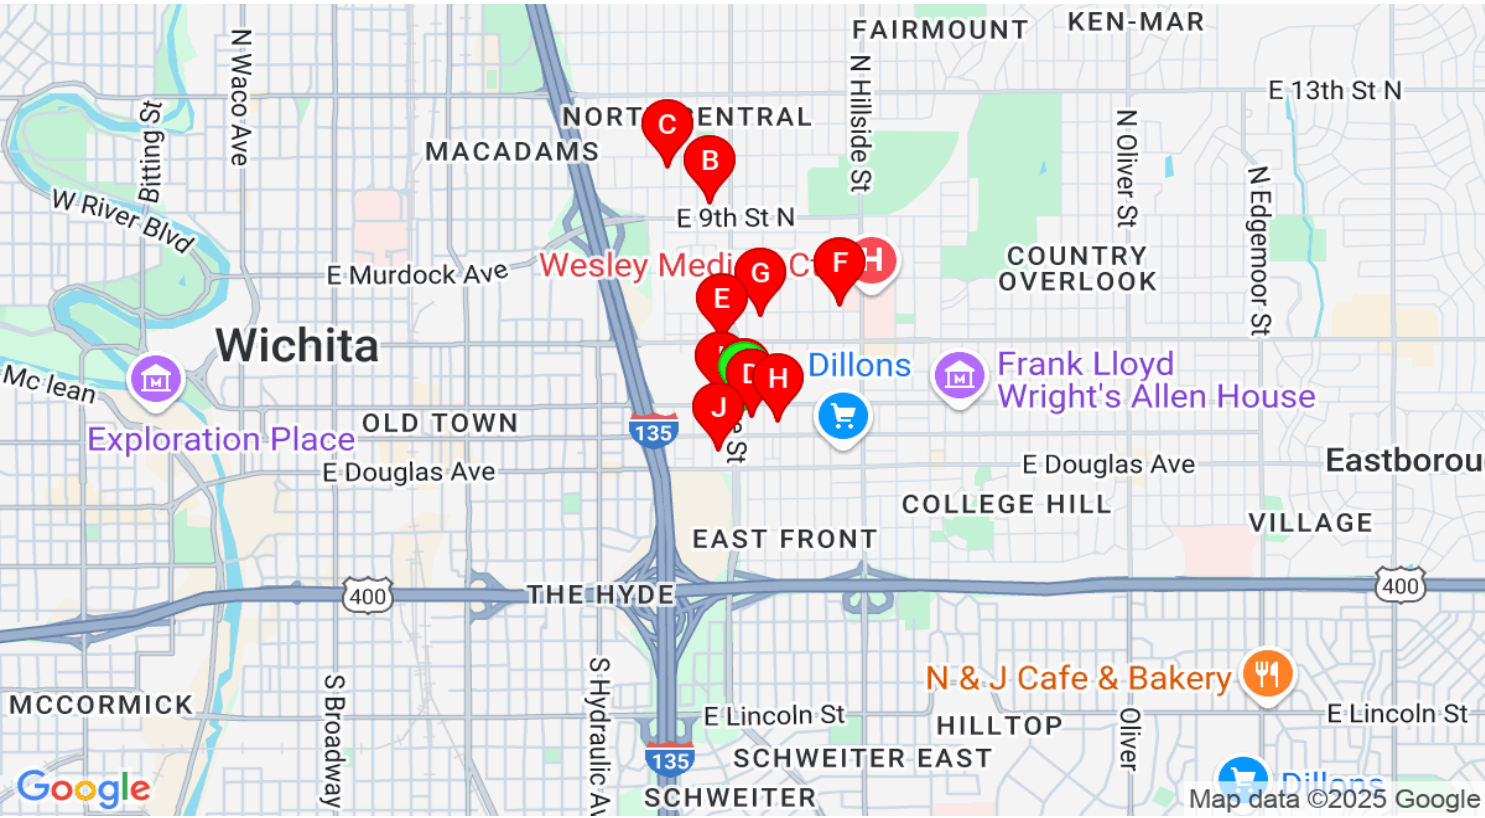 FAIRMOUNT
KEN-MAR
N Waco Ave
Bitting St
N Hillside St
E 13th St N
C
B
MACADAMS
N Oliver St
N Edgemoor St
W River Blvd
E 9th St N
E Murdock Ave
G
F
H
COUNTRY
OVERLOOK
E
Wichita
Mc lean
Exploration Place
OLD TOWN
D
H
J
Dillons
Frank Lloyd
Wright's Allen House
135
E Douglas Ave
E Douglas Ave
Eastborou
COLLEGE HILL
VILLAGE
EAST FRONT
THE HYDE
400
400
MCCORMICK
S Broadway
S Hydraulic Av
N & J Cafe & Bakery
E Lincoln St
E Lincoln St
HILLTOP
Oliver
135
SCHWEITER EAST
SCHWEITER
Dillons
Google
Map data ©2025 Google